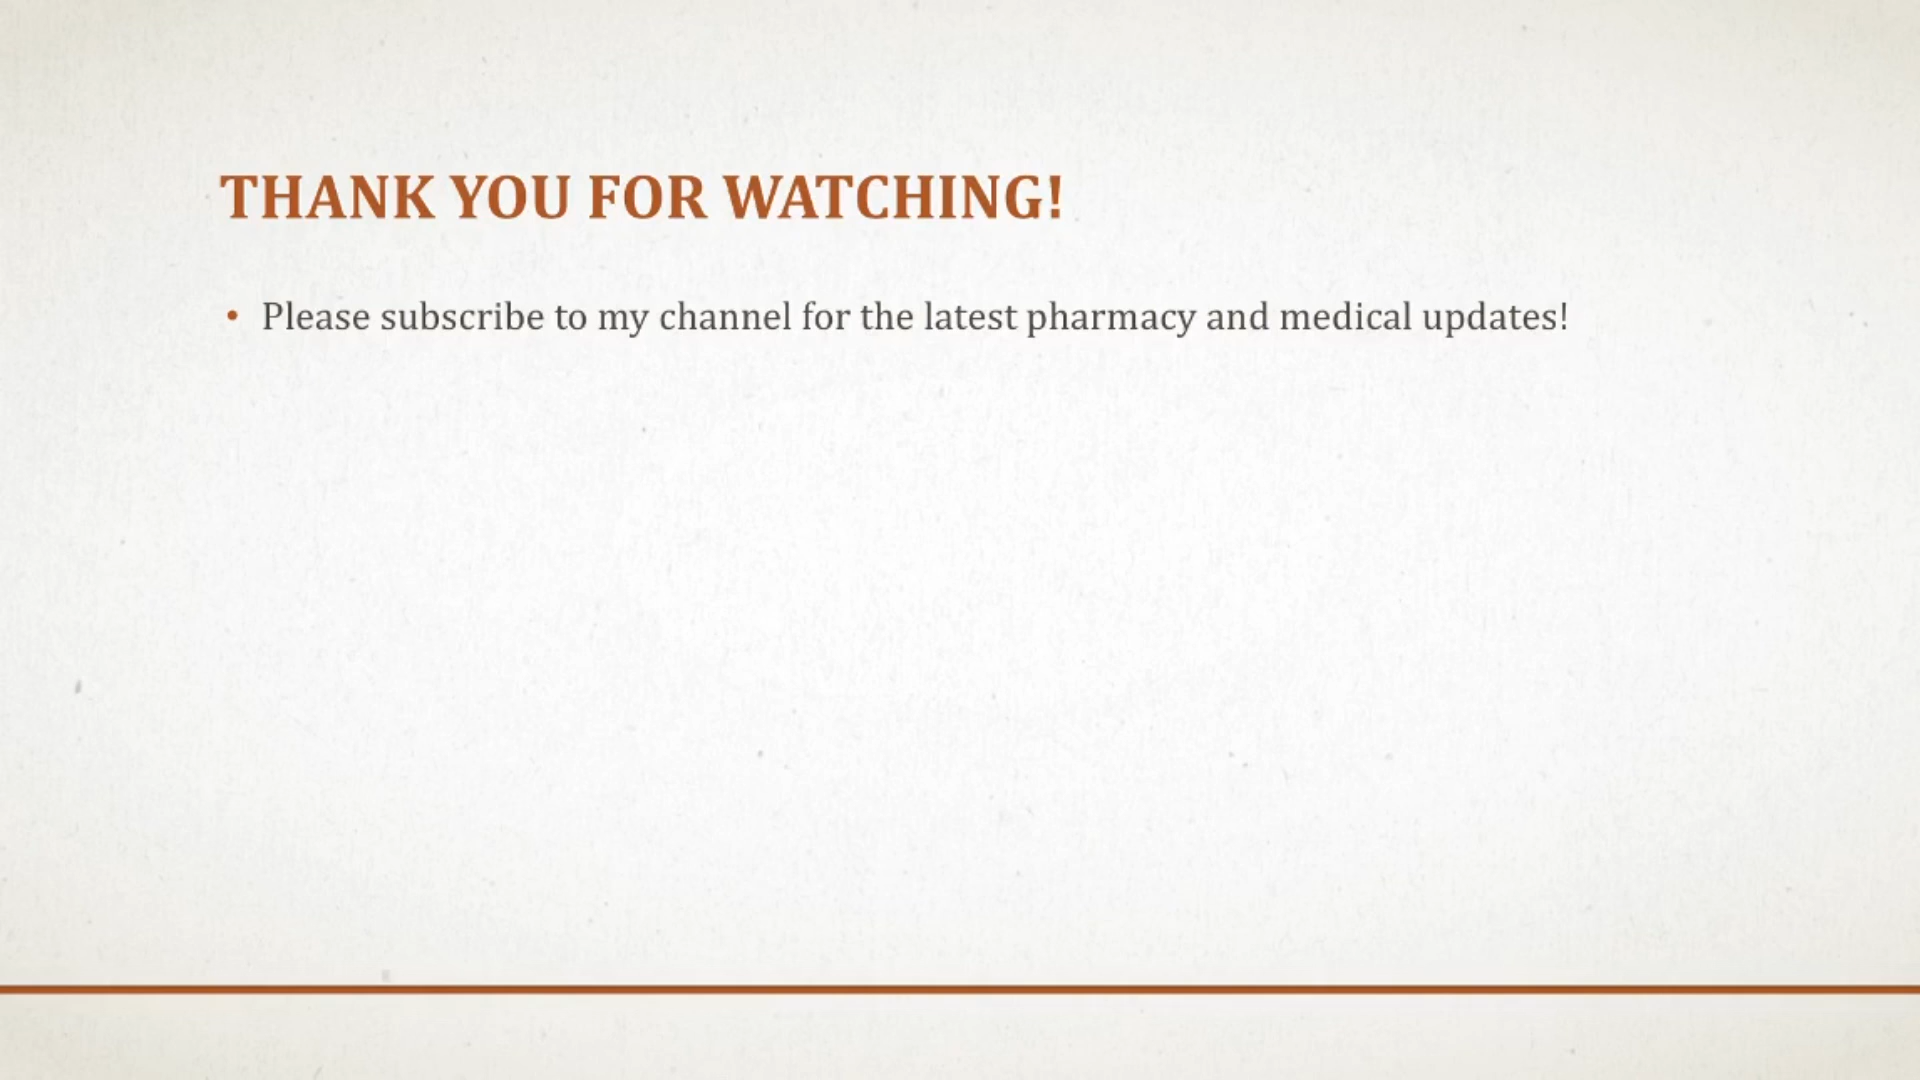 THANK YOU FOR WATCHING!
• Please subscribe to my channel for the latest pharmacy and medical updates!